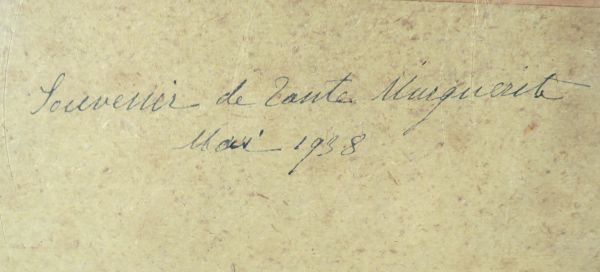 Souvenir de Tante Marguerite
Mai 1938